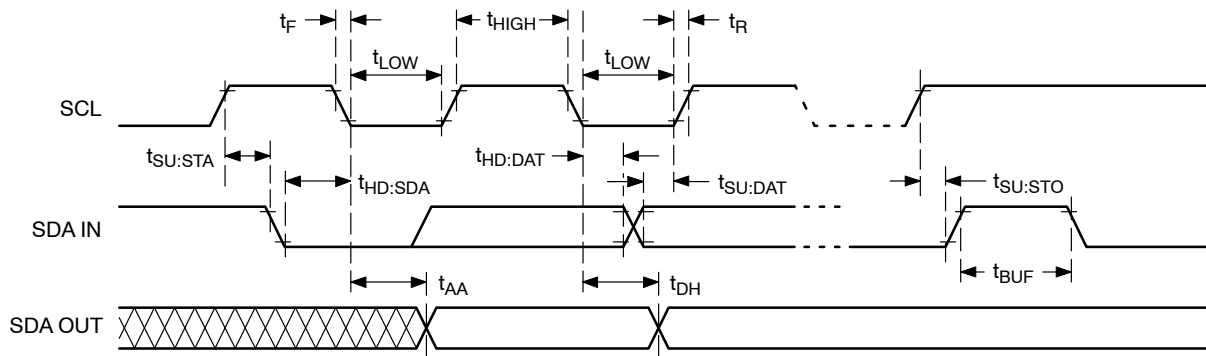 tF tHIGH tR
tLOW tLOW
SCL
tSU:STA tHD:DAT
tHD:SDA tSU:DAT tSU:STO
SDA IN
tAA tDH tBUF
SDA OUT